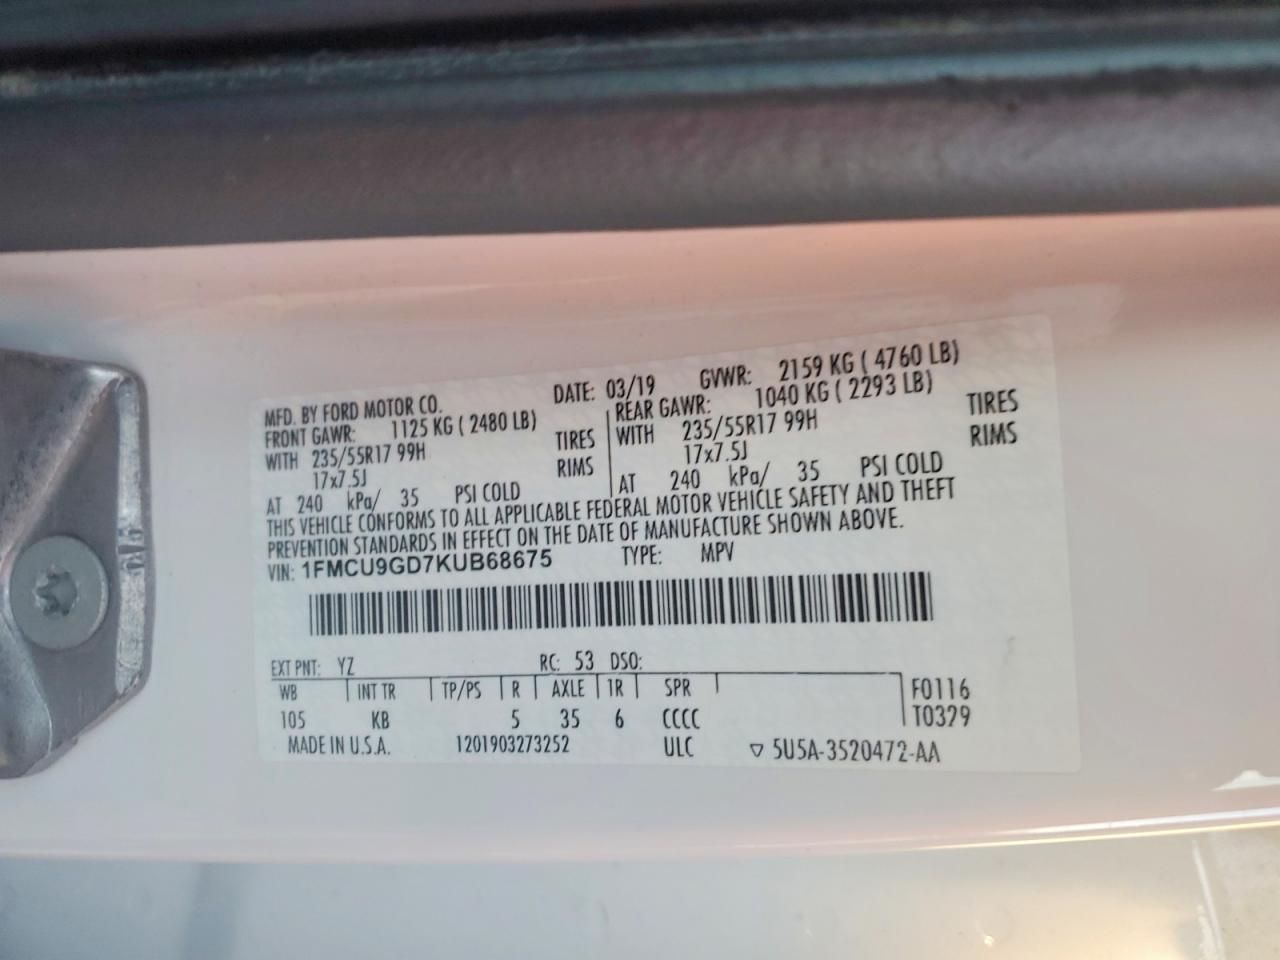 MFD. BY FORD MOTOR CO. DATE: 03/19 GVWR: 2159 KG ( 4760 LB)
FRONT GAWR: 1125 KG ( 2480 LB) REAR GAWR: 1040 KG ( 2293 LB)
WITH 235/55R17 99H TIRES WITH 235/55R17 99H TIRES
17x7.5J RIMS 17x7.5J RIMS
AT 240 kPa/ 35 PSI COLD AT 240 kPa/ 35 PSI COLD
THIS VEHICLE CONFORMS TO ALL APPLICABLE FEDERAL MOTOR VEHICLE SAFETY AND THEFT
PREVENTION STANDARDS IN EFFECT ON THE DATE OF MANUFACTURE SHOWN ABOVE.
VIN: 1FMCU9GD7KUB68675 TYPE: MPV
EXT PNT: YZ RC: 53 DSO:
WB INT TR TP/PS R AXLE TR SPR F0116
105 KB 5 35 6 CCCC T0379
MADE IN U.S.A. 1201903273252 ULC ▽ 5U5A-3520472-AA